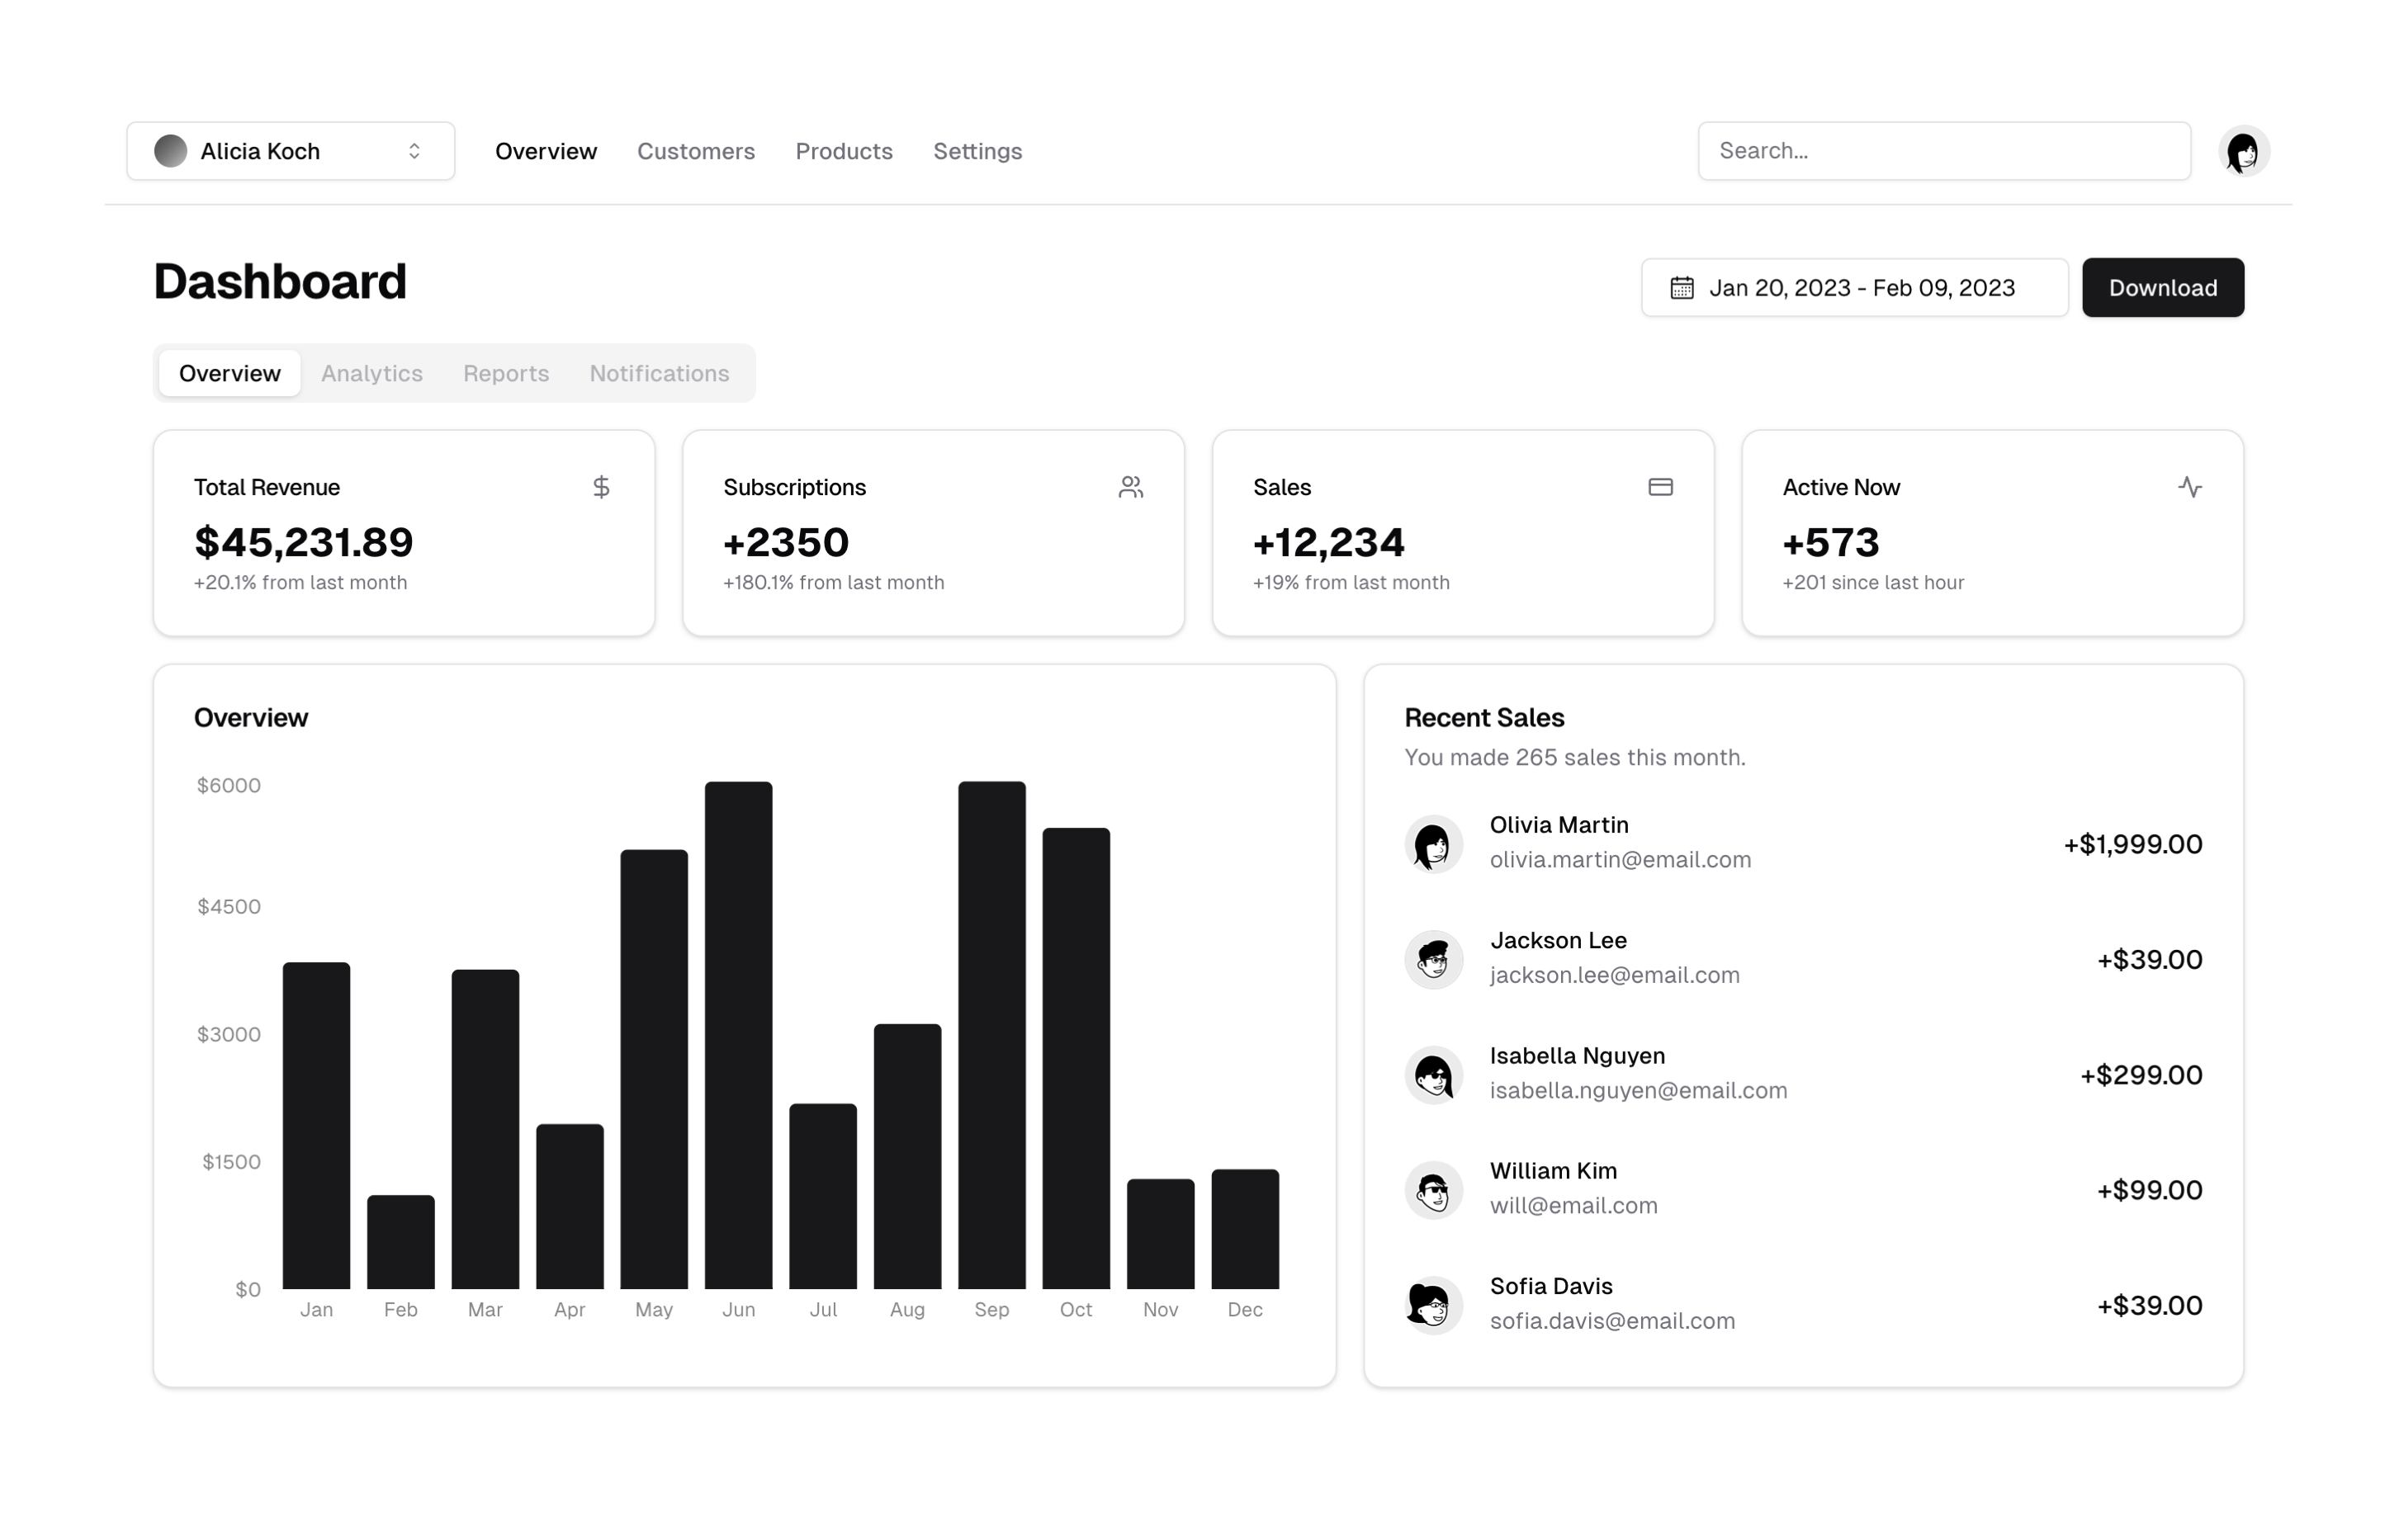 Alicia Koch
Overview Customers Products Settings
Search...
Dashboard
Jan 20, 2023 - Feb 09, 2023
Download
Overview Analytics Reports Notifications
Total Revenue
$45,231.89
+20.1% from last month
Subscriptions
+2350
+180.1% from last month
Sales
+12,234
+19% from last month
Active Now
+573
+201 since last hour
Overview
$6000
$4500
$3000
$1500
$0
Jan Feb Mar Apr May Jun Jul Aug Sep Oct Nov Dec
Recent Sales
You made 265 sales this month.
Olivia Martin
olivia.martin@email.com
+$1,999.00
Jackson Lee
jackson.lee@email.com
+$39.00
Isabella Nguyen
isabella.nguyen@email.com
+$299.00
William Kim
will@email.com
+$99.00
Sofia Davis
sofia.davis@email.com
+$39.00